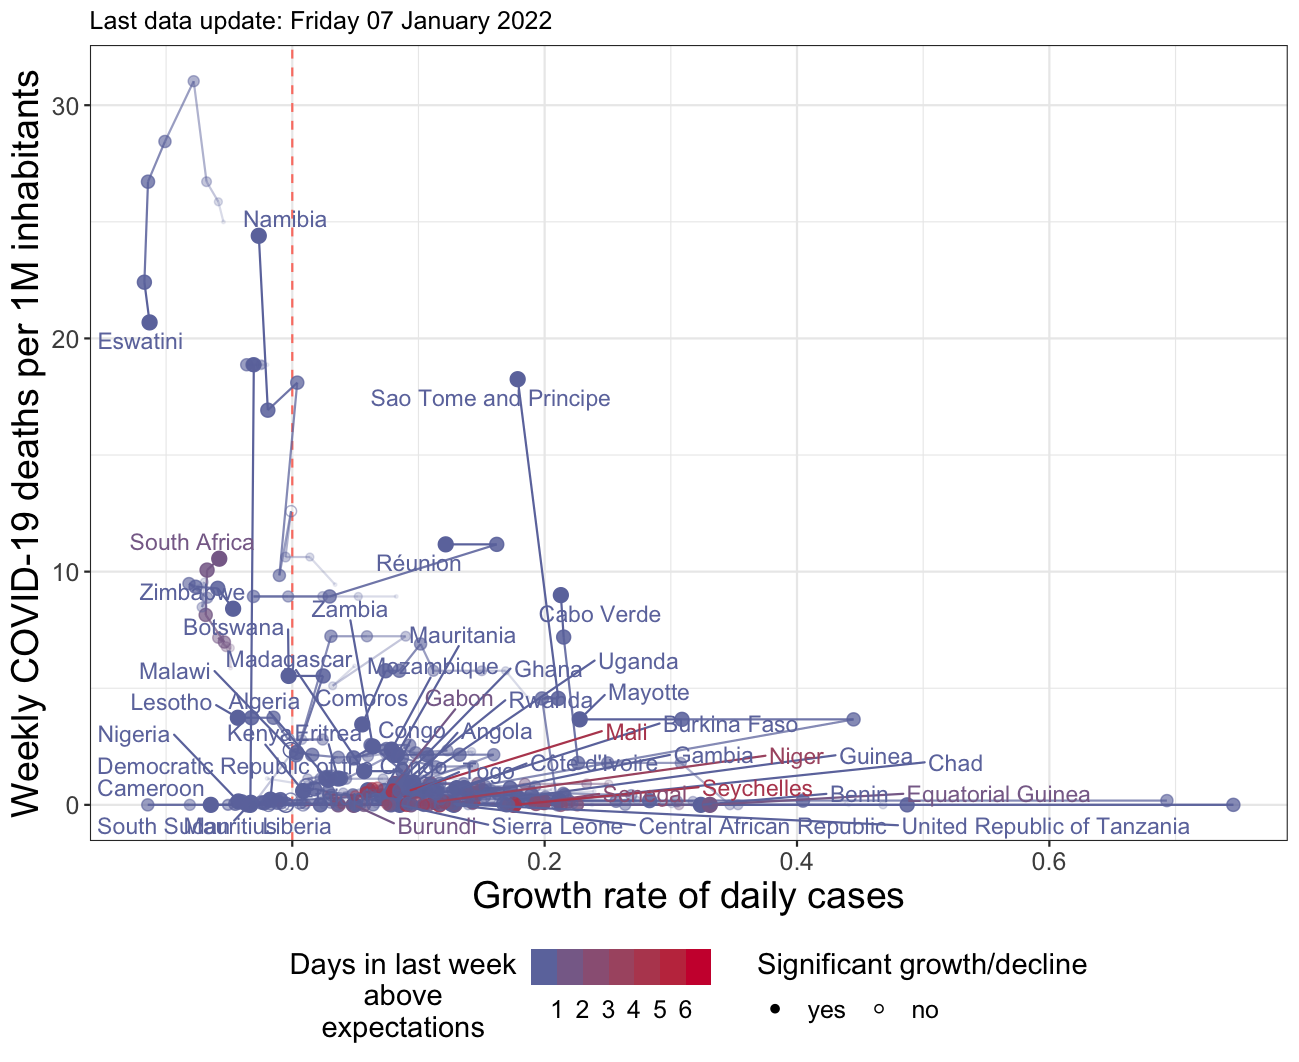 Last data update: Friday 07 January 2022
Weekly COVID-19 deaths per 1M inhabitants
30
20
10
0
Namibia
Eswatini
Sao Tome and Principe
South Africa
Réunion
Zimbabwe
Zambia
Cabo Verde
Botswana
Mauritania
Madagascar
Mozambique
Ghana
Uganda
Malawi
Lesotho
Algeria
Comoros
Gabon
Rwanda
Mayotte
Nigeria
Kenya
Eritrea
Congo
Angola
Mali
Burkina Faso
Democratic Republic of
Togo
Côte d'Ivoire
Gambia
Niger
Guinea
Chad
Cameroon
Senegal
Seychelles
Benin
Equatorial Guinea
South Sudan
Mauritius
Liberia
Burundi
Sierra Leone
Central African Republic
United Republic of Tanzania
0.0 0.2 0.4 0.6
Growth rate of daily cases
Days in last week
above
expectations
1 2 3 4 5 6
Significant growth/decline
yes no